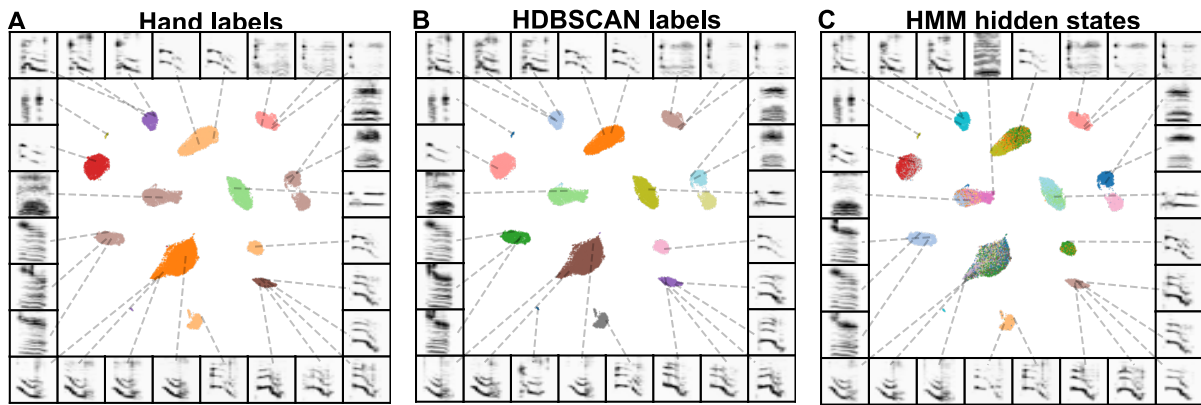 A Hand labels
B HDBSCAN labels
C HMM hidden states